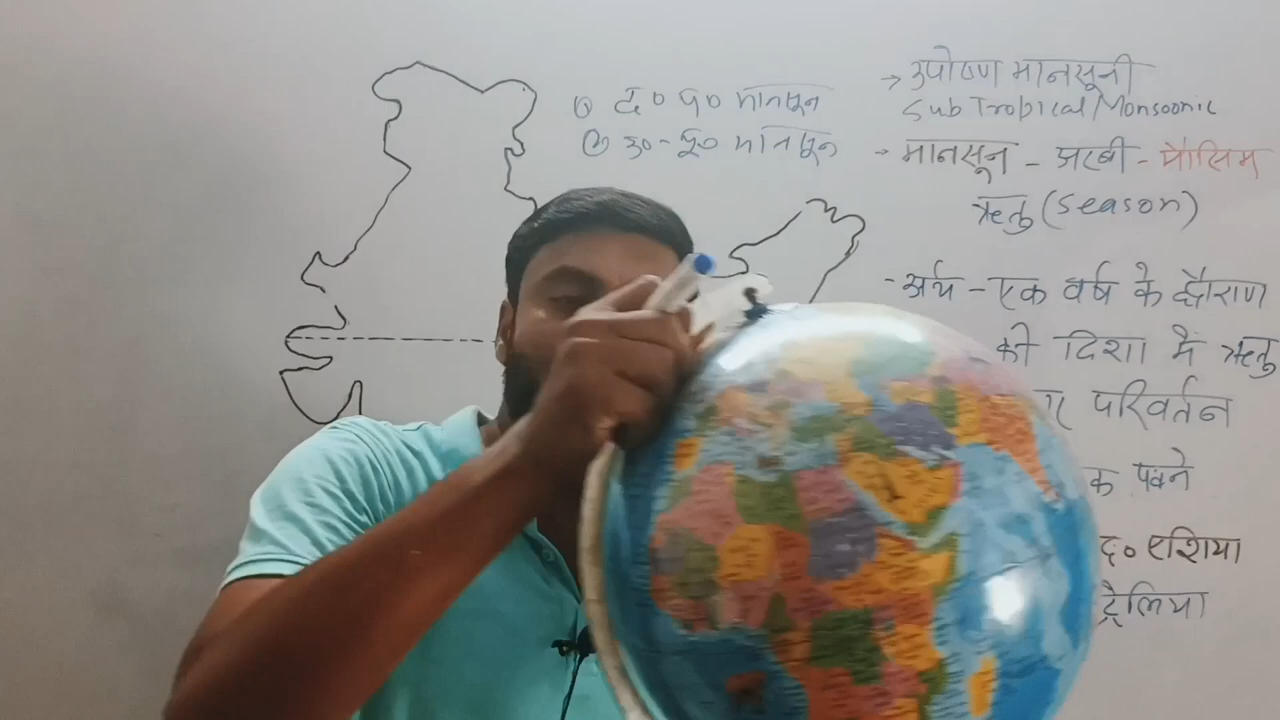 ① द० प० मानसून
② उ०-पू० मानसून
→ उपोष्ण मानसूनी
Sub Tropical/Monsoonic
→ मानसून - अरबी - मौसिम
ऋतु (Season)
- अर्थ - एक वर्ष के दौराण
की दिशा में ऋतु
परिवर्तन
क पवने
द० एशिया
ट्रेलिया